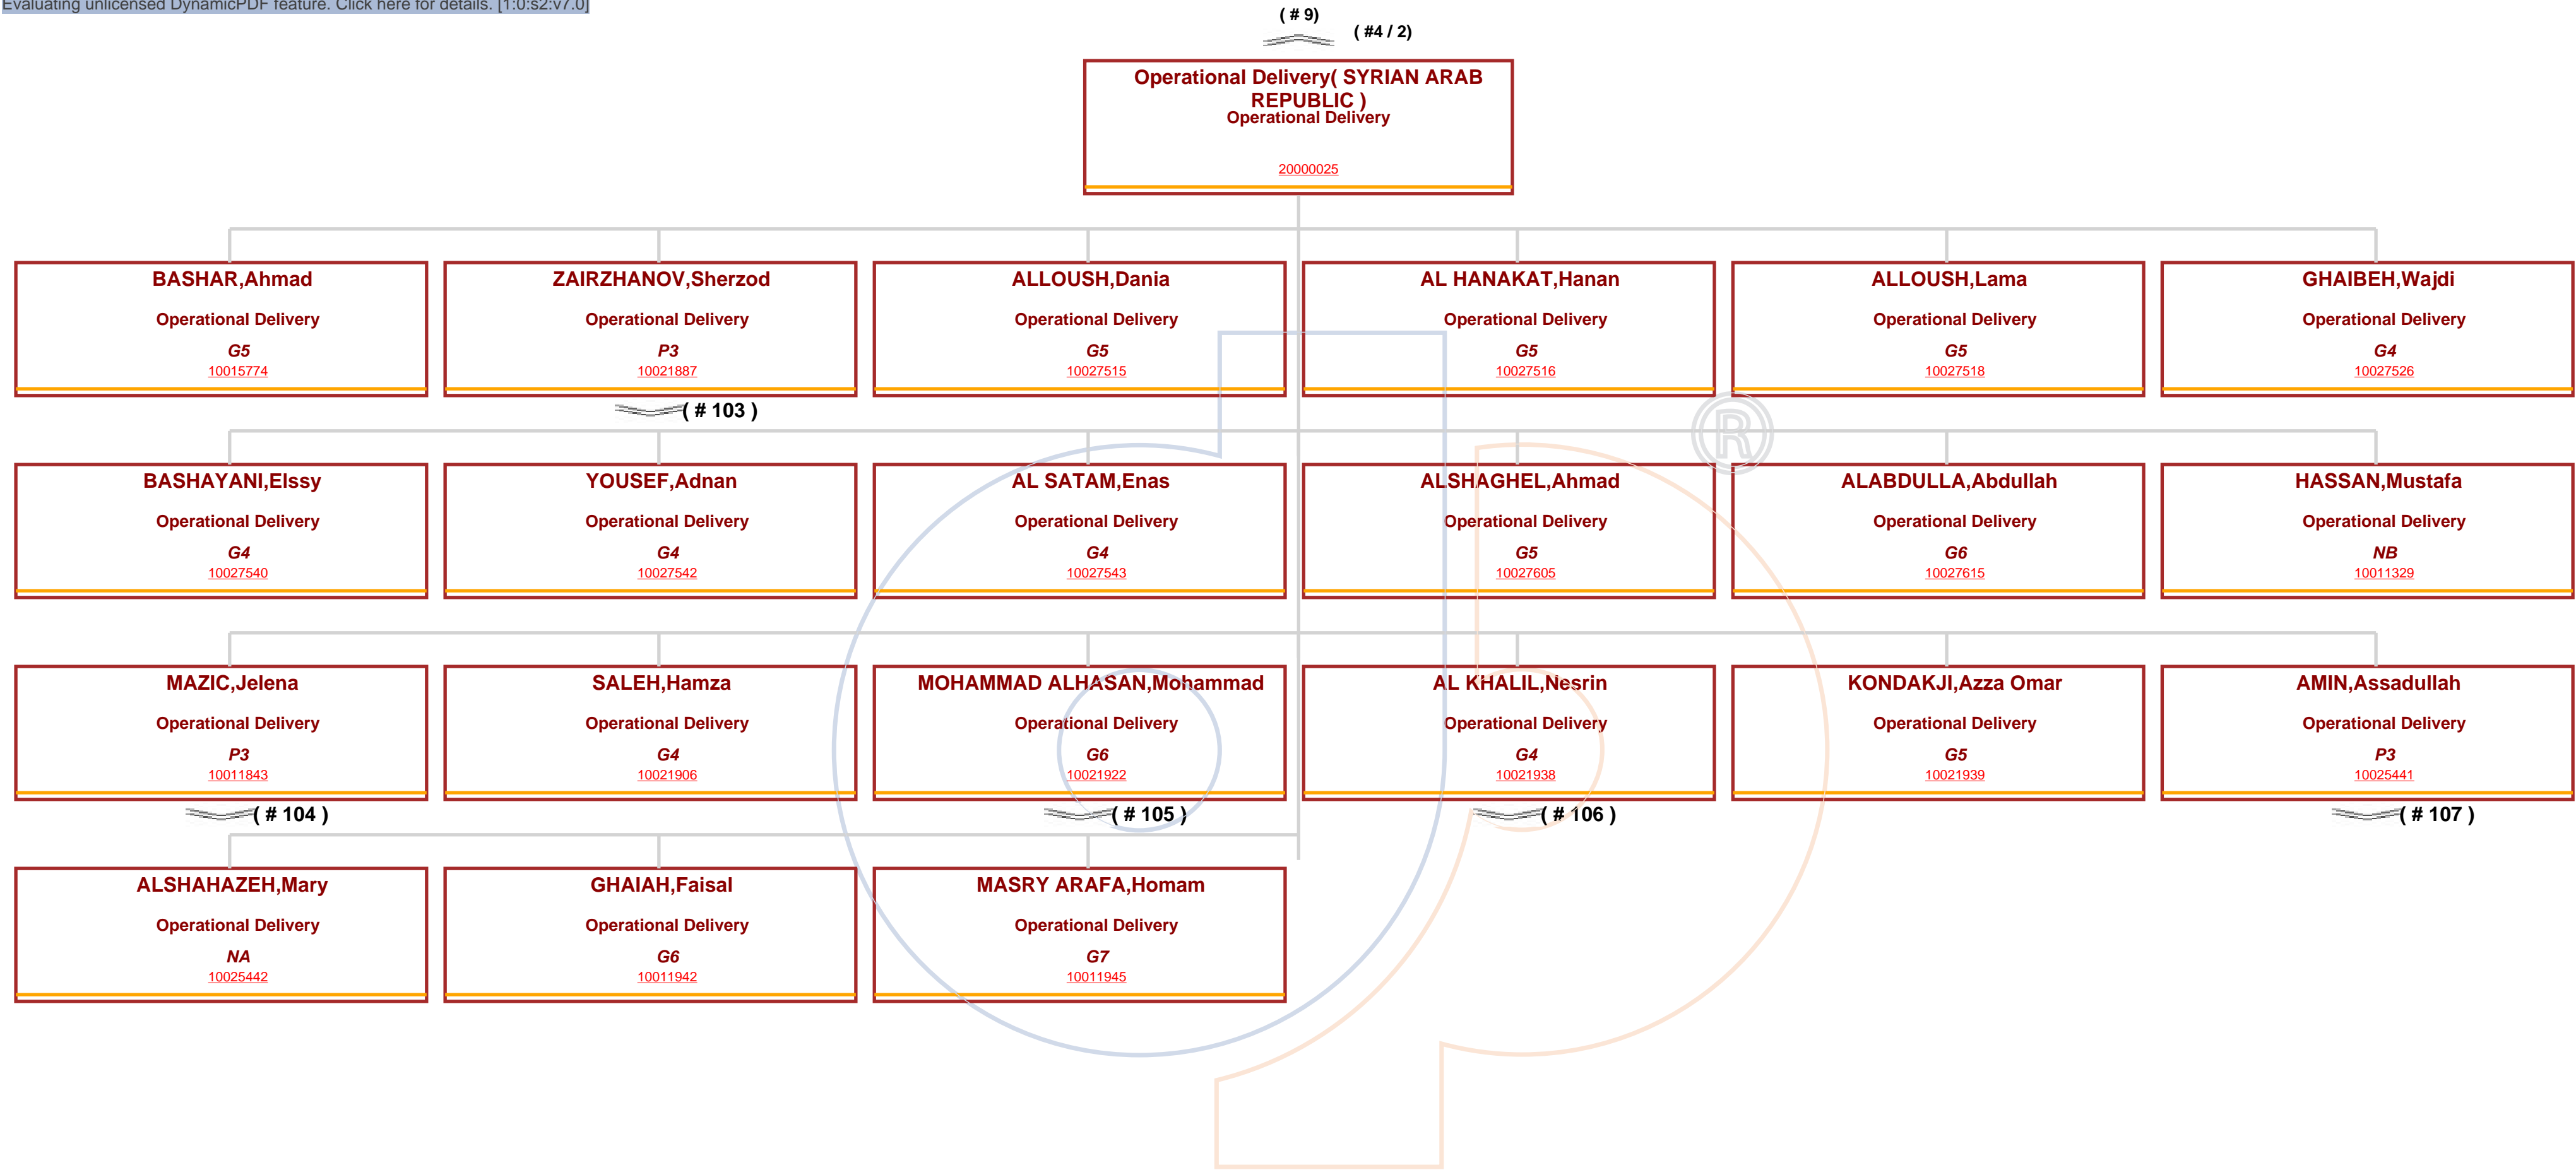 Evaluating unlicensed DynamicPDF feature. Click here for details. [1:0:s2:v7.0]
( # 9)
( #4 / 2)
Operational Delivery( SYRIAN ARAB
REPUBLIC )
Operational Delivery
20000025
BASHAR,Ahmad
Operational Delivery
G5
10015774
ZAIRZHANOV,Sherzod
Operational Delivery
P3
10021887
( # 103 )
ALLOUSH,Dania
Operational Delivery
G5
10027515
AL HANAKAT,Hanan
Operational Delivery
G5
10027516
ALLOUSH,Lama
Operational Delivery
G5
10027518
GHAIBEH,Wajdi
Operational Delivery
G4
10027526
BASHAYANI,Elssy
Operational Delivery
G4
10027540
YOUSEF,Adnan
Operational Delivery
G4
10027542
AL SATAM,Enas
Operational Delivery
G4
10027543
ALSHAGHEL,Ahmad
Operational Delivery
G5
10027605
ALABDULLA,Abdullah
Operational Delivery
G6
10027615
HASSAN,Mustafa
Operational Delivery
NB
10011329
MAZIC,Jelena
Operational Delivery
P3
10011843
( # 104 )
SALEH,Hamza
Operational Delivery
G4
10021906
MOHAMMAD ALHASAN,Mohammad
Operational Delivery
G6
10021922
( # 105 )
AL KHALIL,Nesrin
Operational Delivery
G4
10021938
( # 106 )
KONDAKJI,Azza Omar
Operational Delivery
G5
10021939
AMIN,Assadullah
Operational Delivery
P3
10025441
( # 107 )
ALSHAHAZEH,Mary
Operational Delivery
NA
10025442
GHAIAH,Faisal
Operational Delivery
G6
10011942
MASRY ARAFA,Homam
Operational Delivery
G7
10011945
®